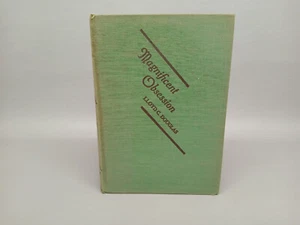 Magnificent
Obsession
LLOYD C. DOUGLAS